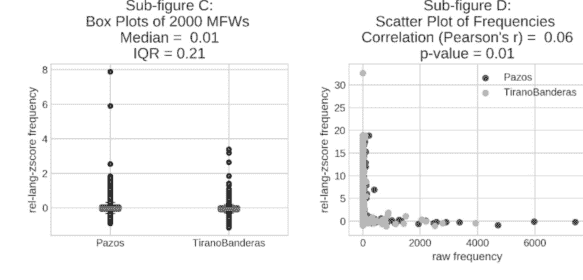 Sub-figure C:
Box Plots of 2000 MFWs
Median = 0.01
IQR = 0.21
rel-lang-zscore frequency
8
6
4
2
0
Pazos
TiranoBanderas
Sub-figure D:
Scatter Plot of Frequencies
Correlation (Pearson's r) = 0.06
p-value = 0.01
rel-lang-zscore frequency
30
25
20
15
10
5
0
Pazos
TiranoBanderas
0
2000
4000
6000
raw frequency